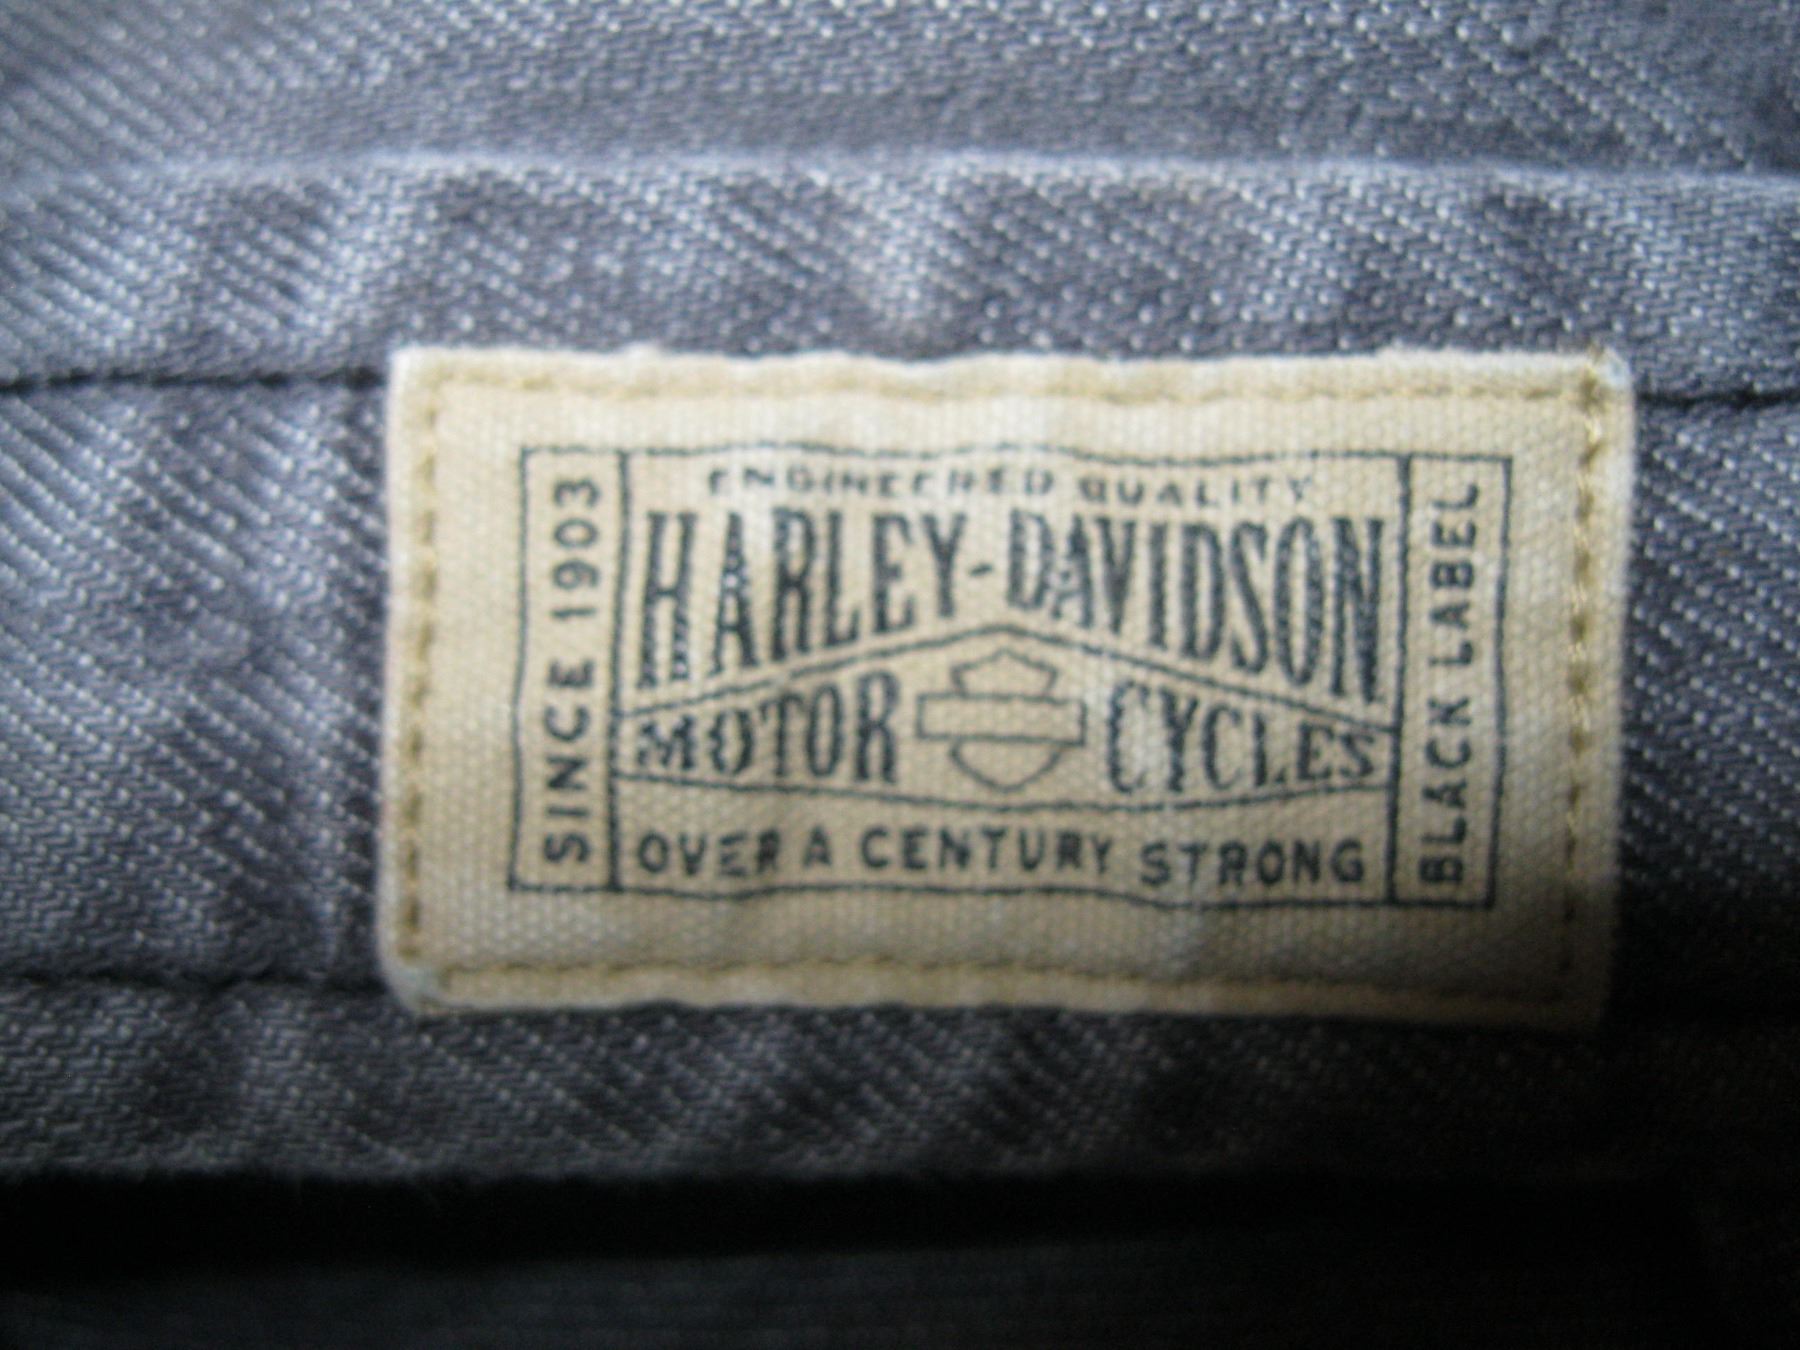 ENGINEERED QUALITY
HARLEY-DAVIDSON
MOTOR CYCLES
OVER A CENTURY STRONG
SINCE 1903
BLACK LABEL